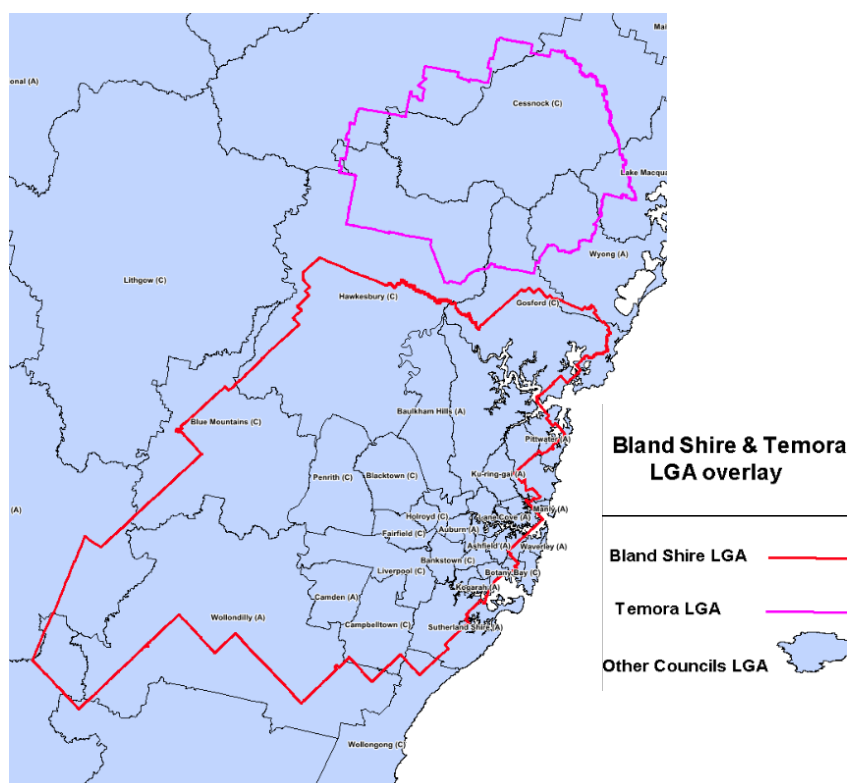 Mai
onal (A)
Cessnock (C)
Lake Macqua
Wyong (A)
Lithgow (C)
Hawkesbury (C)
Gosford (C)
Baulkham Hills (A)
Blue Mountains (C)
Pittwater (A)
Bland Shire & Temora
LGA overlay
Penrith (C)
Blacktown (C)
Ku-ring-gai (A)
(A)
Holroyd (C)
Lane Cove (A)
Manly (A)
Auburn (A)
Fairfield (C)
Ashfield (A)
Waverley (A)
Bankstown (C)
Bland Shire LGA
Liverpool (C)
Botany Bay (C)
Camden (A)
Kogarah (A)
Wollondilly (A)
Temora LGA
Campbelltown (C)
Sutherland Shire (A)
Other Councils LGA
Wollongong (C)